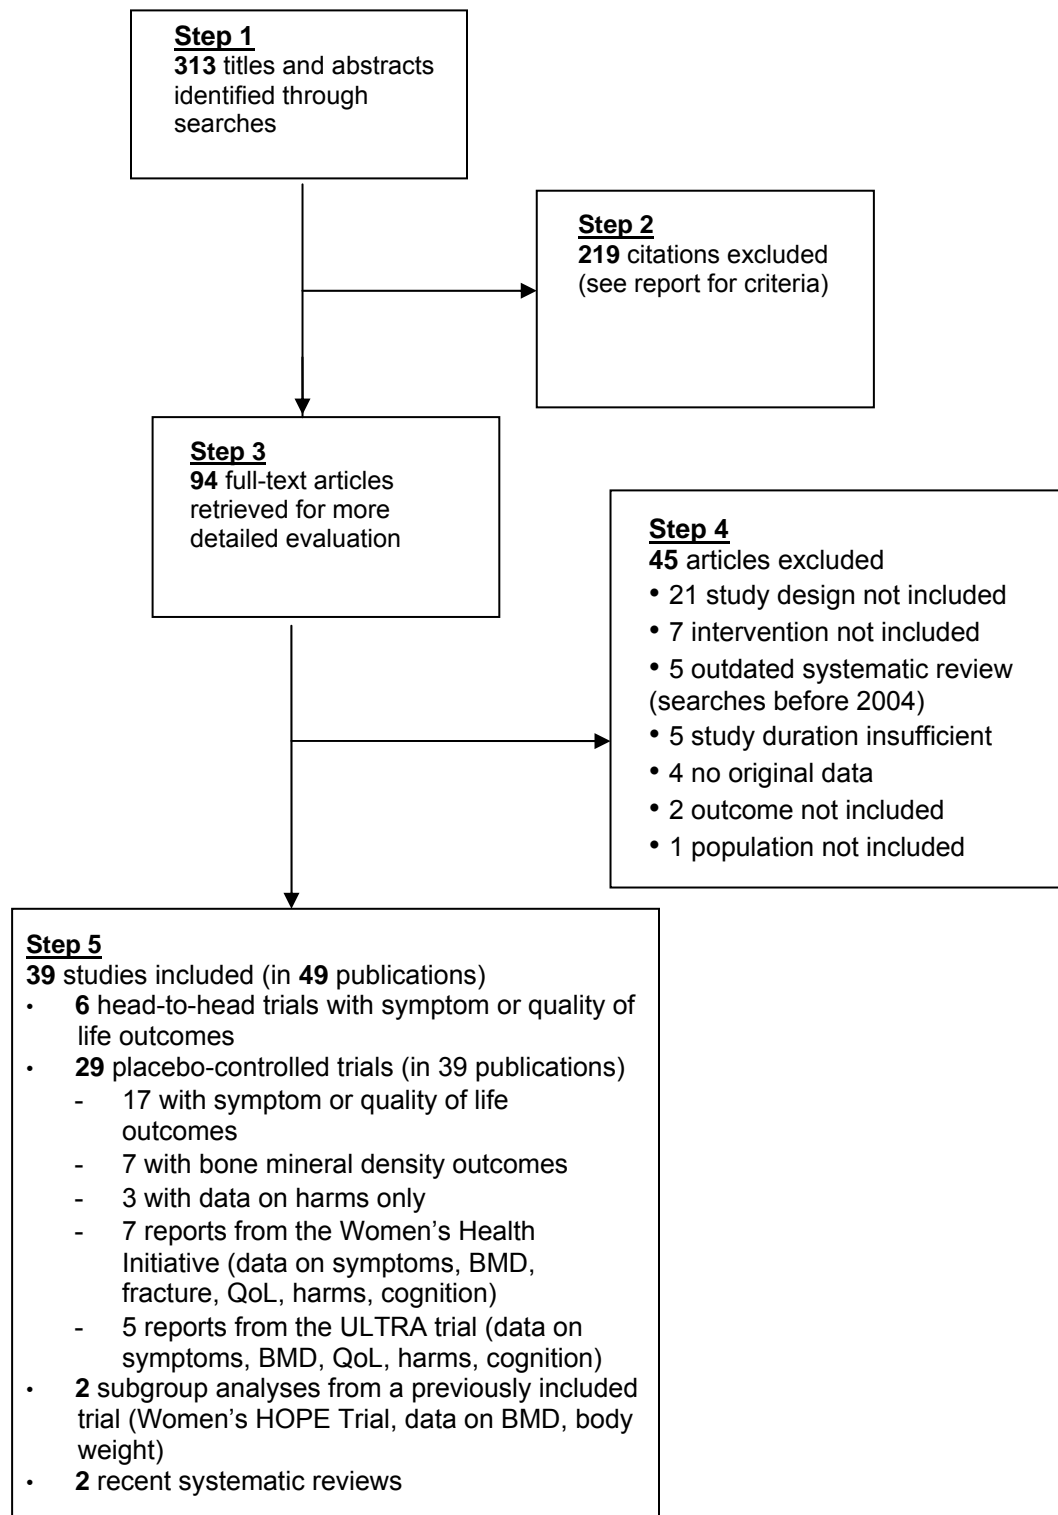 Step 1
313 titles and abstracts
identified through
searches
Step 2
219 citations excluded
(see report for criteria)
Step 3
94 full-text articles
retrieved for more
detailed evaluation
Step 4
45 articles excluded
• 21 study design not included
• 7 intervention not included
• 5 outdated systematic review
(searches before 2004)
• 5 study duration insufficient
• 4 no original data
• 2 outcome not included
• 1 population not included
Step 5
39 studies included (in 49 publications)
• 6 head-to-head trials with symptom or quality of
life outcomes
• 29 placebo-controlled trials (in 39 publications)
- 17 with symptom or quality of life
outcomes
- 7 with bone mineral density outcomes
- 3 with data on harms only
- 7 reports from the Women’s Health
Initiative (data on symptoms, BMD,
fracture, QoL, harms, cognition)
- 5 reports from the ULTRA trial (data on
symptoms, BMD, QoL, harms, cognition)
• 2 subgroup analyses from a previously included
trial (Women’s HOPE Trial, data on BMD, body
weight)
• 2 recent systematic reviews